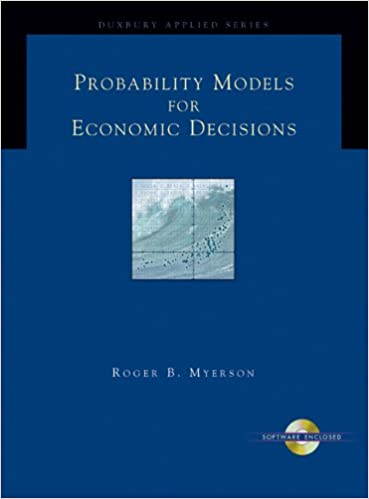 DUXBURY APPLIED SERIES
PROBABILITY MODELS
FOR
ECONOMIC DECISIONS
ROGER B. MYERSON
SOFTWARE ENCLOSED